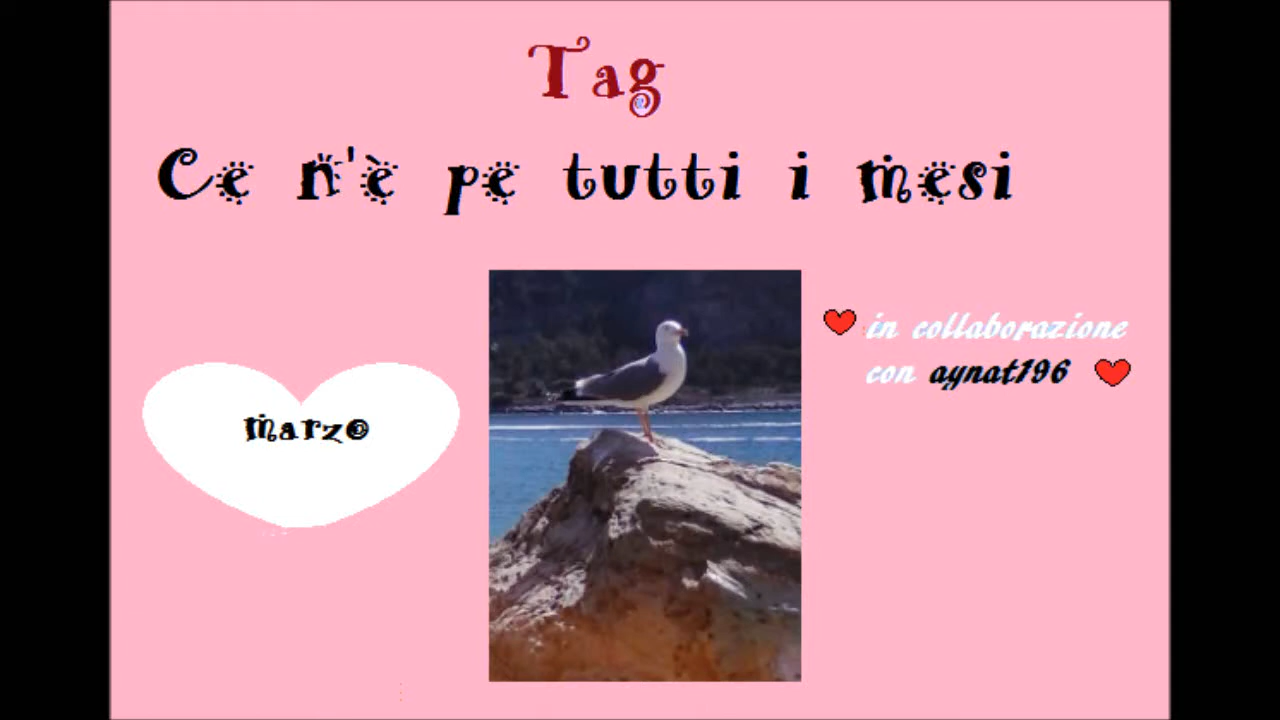 Tag
Ce n'è pe tutti i mesi
in collaborazione
con aynat196
marzo